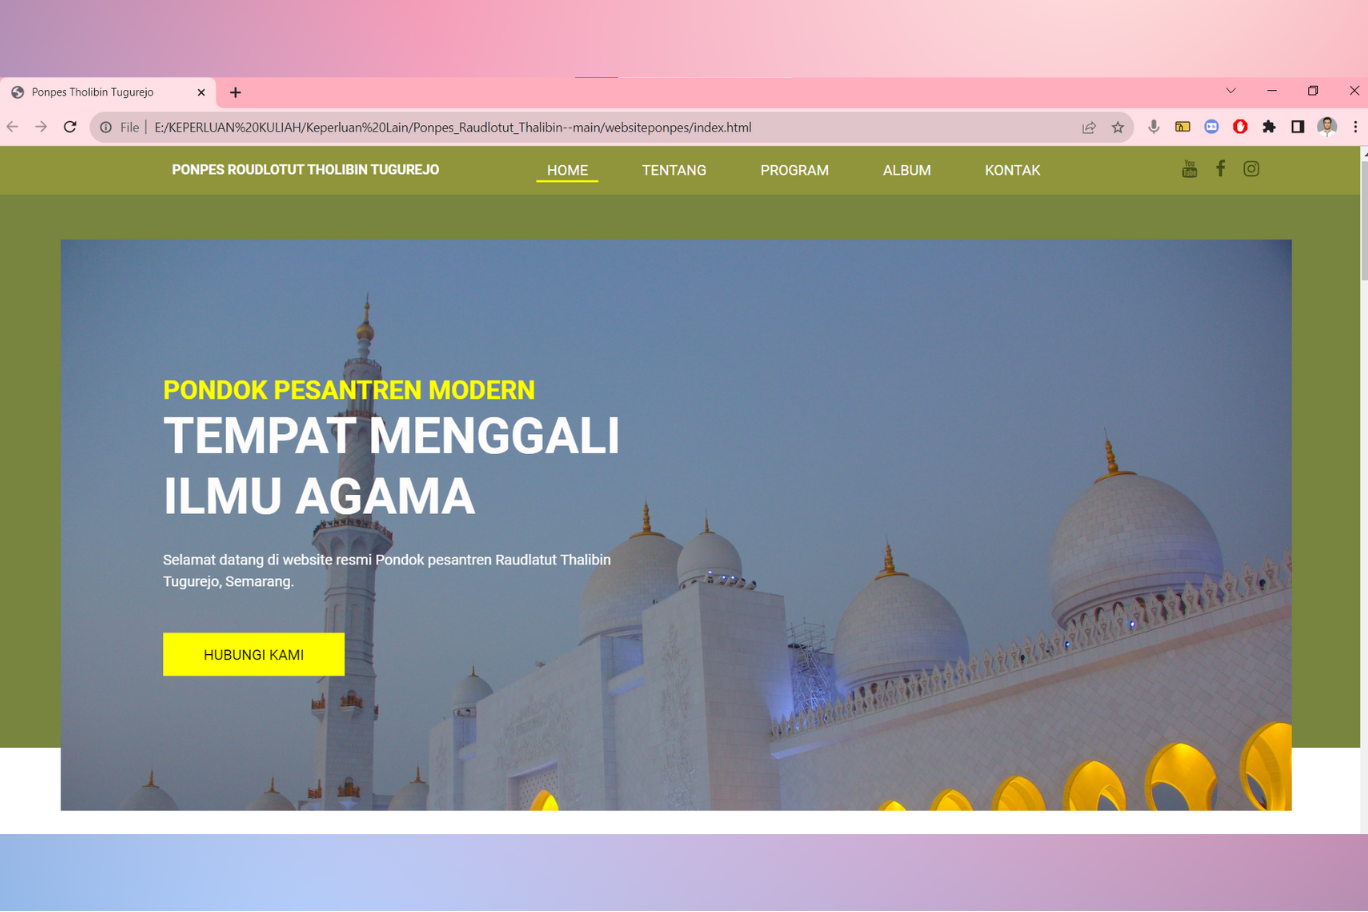 Ponpes Tholibin Tugurejo
File | E:/KEPERLUAN%20KULIAH/Keperluan%20Lain/Ponpes_Raudlotut_Thalibin--main/websiteponpes/index.html
PONPES ROUDLOTUT THOLIBIN TUGUREJO HOME TENTANG PROGRAM ALBUM KONTAK You Tube
PONDOK PESANTREN MODERN
TEMPAT MENGGALI
ILMU AGAMA
Selamat datang di website resmi Pondok pesantren Raudlatut Thalibin
Tugurejo, Semarang.
HUBUNGI KAMI